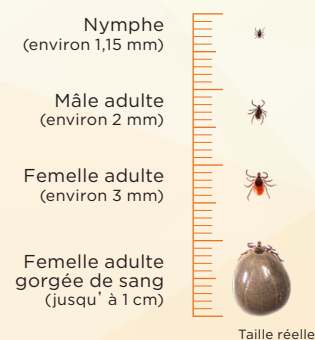 Nymphe
(environ 1,15 mm)
Mâle adulte
(environ 2 mm)
Femelle adulte
(environ 3 mm)
Femelle adulte
gorgée de sang
(jusqu' à 1 cm)
Taille réelle